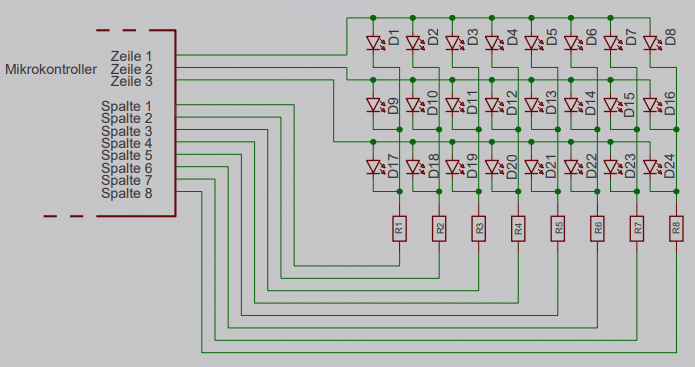 D1 D2 D3 D4 D5 D6 D7 D8
Zeile 1
Mikrokontroller
Zeile 2
Zeile 3
D9 D10 D11 D12 D13 D14 D15 D16
Spalte 1
Spalte 2
Spalte 3
Spalte 4
Spalte 5
Spalte 6
Spalte 7
Spalte 8
D17 D18 D19 D20 D21 D22 D23 D24
R1 R2 R3 R4 R5 R6 R7 R8